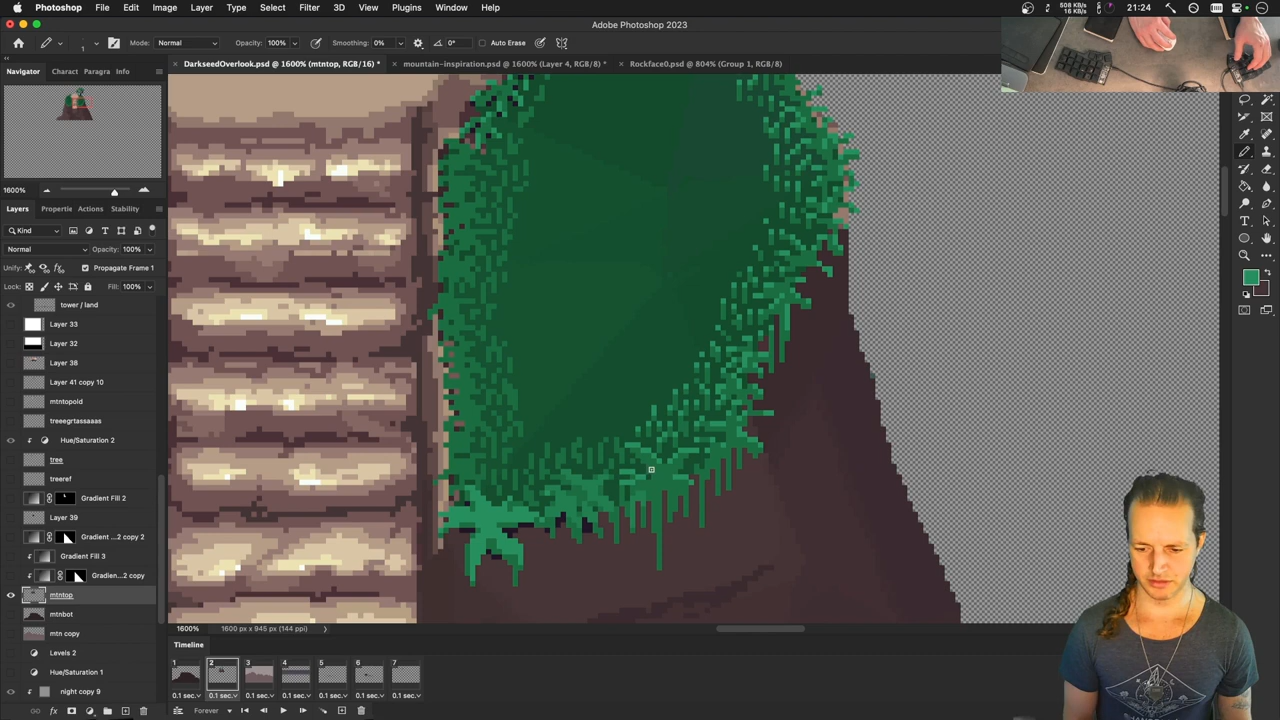 Photoshop File Edit Image Layer Type Select Filter 3D View Plugins Window Help 508 KB/s 16 KB/s 21:24
Adobe Photoshop 2023
1 Mode: Normal Opacity: 100% Smoothing: 0% 0° Auto Erase
DarkseedOverlook.psd @ 1600% (mtntop, RGB/16) * mountain-inspiration.psd @ 1600% (Layer 4, RGB/8) * Rockface0.psd @ 804% (Group 1, RGB/8)
Navigator Charact Paragra Info
1600%
Layers Propertie Actions Stability
Kind
Normal Opacity: 100%
Unify: Propagate Frame 1
Lock: Fill: 100%
tower / land
Layer 33
Layer 32
Layer 38
Layer 41 copy 10
mtntopold
treeegrtassaaas
Hue/Saturation 2
tree
treeref
Gradient Fill 2
Layer 39
Gradient ...2 copy 2
Gradient Fill 3
Gradien...2 copy
mtntop
mtnbot
mtn copy
Levels 2
Hue/Saturation 1
night copy 9
1600% 1600 px x 945 px (144 ppi)
Timeline
1 2 3 4 5 6 7
0.1 sec. 0.1 sec. 0.1 sec. 0.1 sec. 0.1 sec. 0.1 sec. 0.1 sec.
Forever
fx